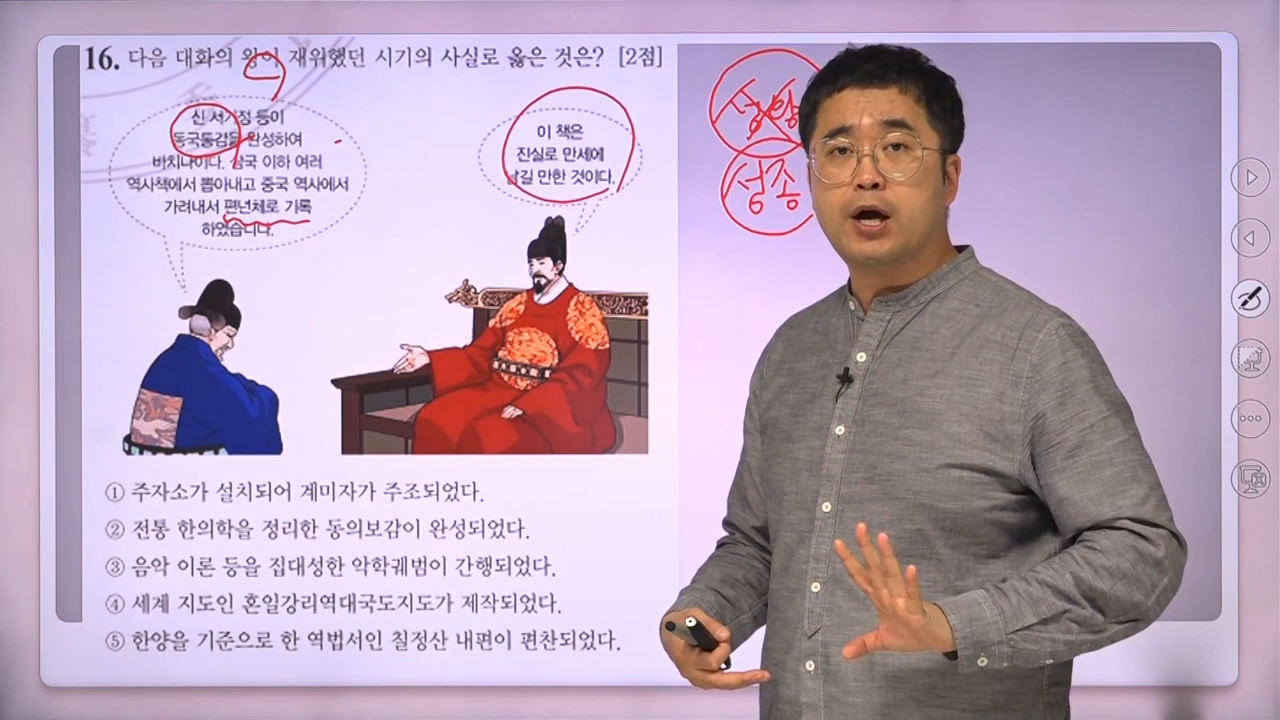 16. 다음 대화의 왕이 재위했던 시기의 사실로 옳은 것은? [2점]
신 서거정 등이
동국통감을 완성하여
바치나이다. 삼국 이하 여러
역사책에서 뽑아내고 중국 역사에서
가려내서 편년체로 기록
하였습니다.
이 책은
진실로 만세에
남길 만한 것이다.
성종
① 주자소가 설치되어 계미자가 주조되었다.
② 전통 한의학을 정리한 동의보감이 완성되었다.
③ 음악 이론 등을 집대성한 악학궤범이 간행되었다.
④ 세계 지도인 혼일강리역대국도지도가 제작되었다.
⑤ 한양을 기준으로 한 역법서인 칠정산 내편이 편찬되었다.